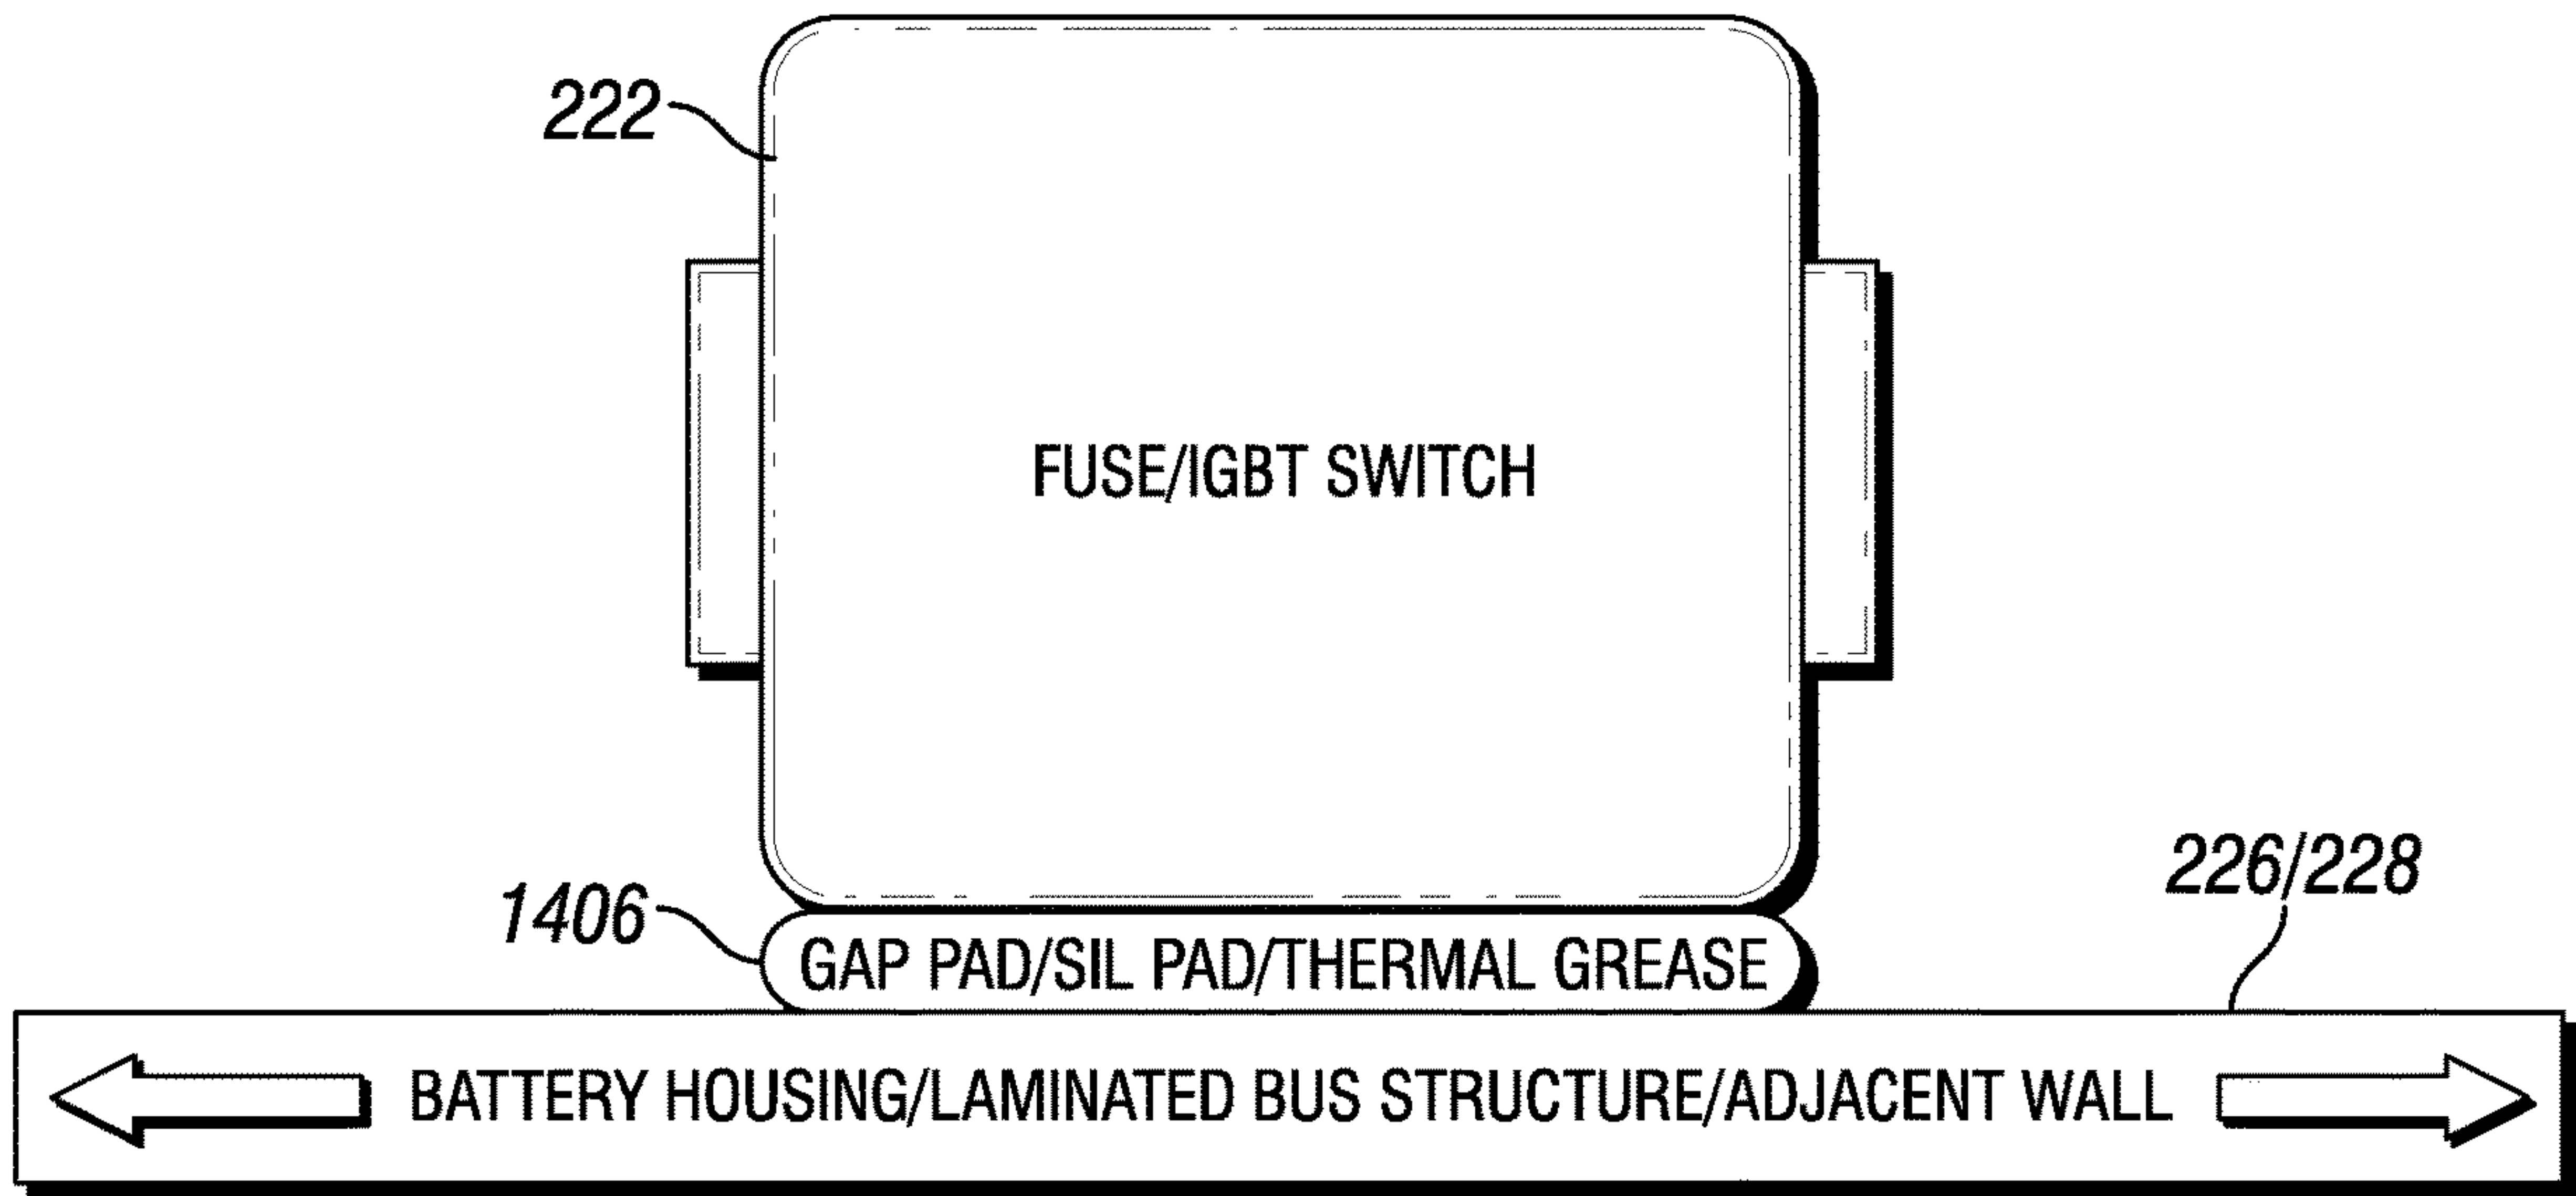 222
FUSE/IGBT SWITCH
226/228
1406
GAP PAD/SIL PAD/THERMAL GREASE
BATTERY HOUSING/LAMINATED BUS STRUCTURE/ADJACENT WALL